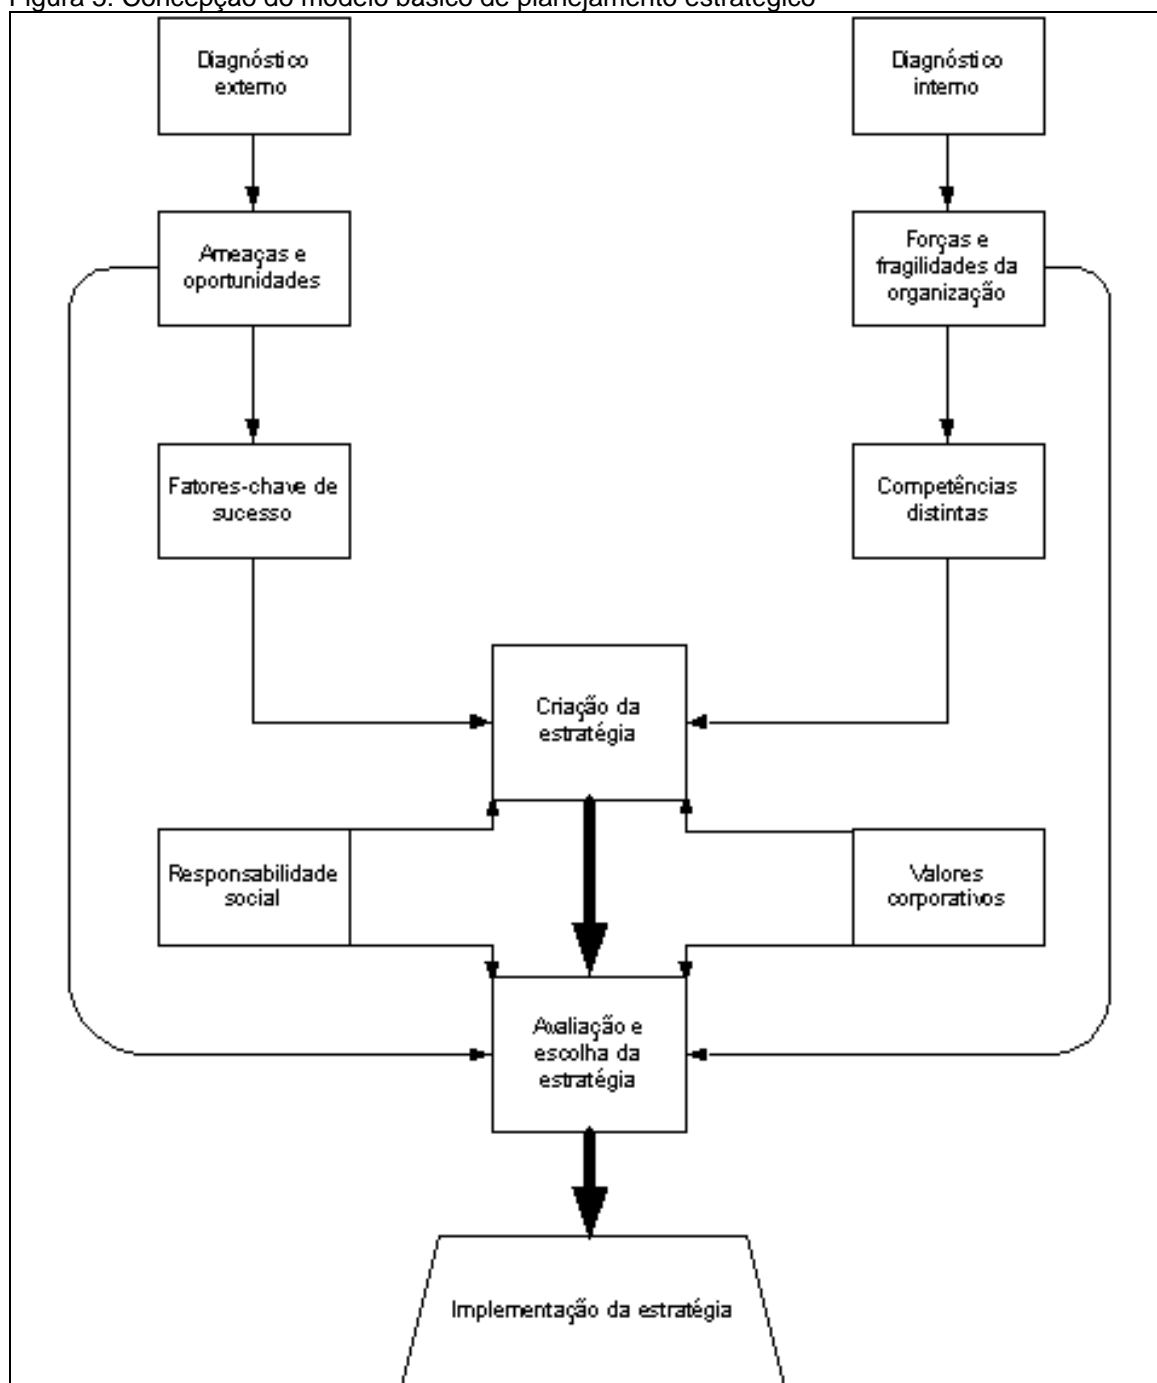 Figura 5. Concepção do modelo básico de planejamento estratégico
Diagnóstico
externo
Diagnóstico
interno
Ameaças e
oportunidades
Forças e
fragilidades da
organização
Fatores-chave de
sucesso
Competências
distintas
Criação da
estratégia
Responsabilidade
social
Valores
corporativos
Avaliação e
escolha da
estratégia
Implementação da estratégia